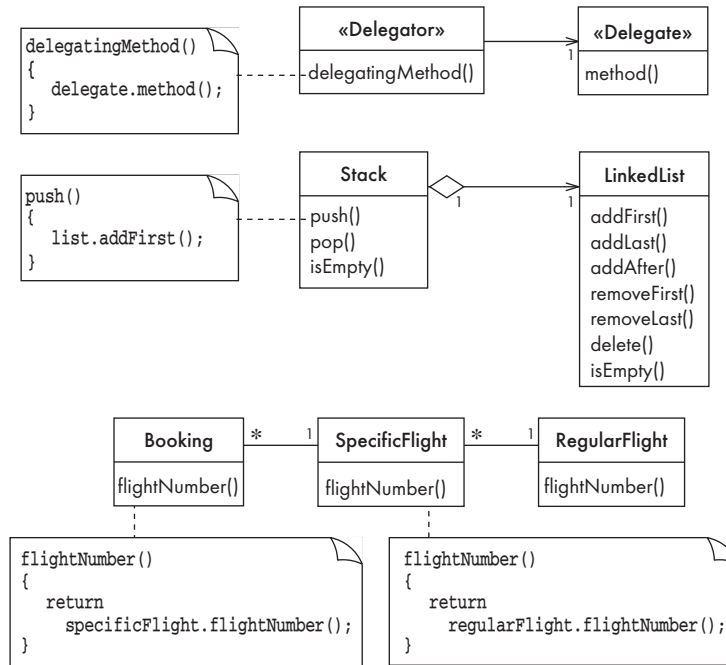 delegatingMethod()
{
delegate.method();
}
«Delegator»
delegatingMethod()
1
«Delegate»
method()
push()
{
list.addFirst();
}
Stack
push()
pop()
isEmpty()
1
1
LinkedList
addFirst()
addLast()
addAfter()
removeFirst()
removeLast()
delete()
isEmpty()
Booking
flightNumber()
*
1
SpecificFlight
flightNumber()
*
1
RegularFlight
flightNumber()
flightNumber()
{
return
specificFlight.flightNumber();
}
flightNumber()
{
return
regularFlight.flightNumber();
}